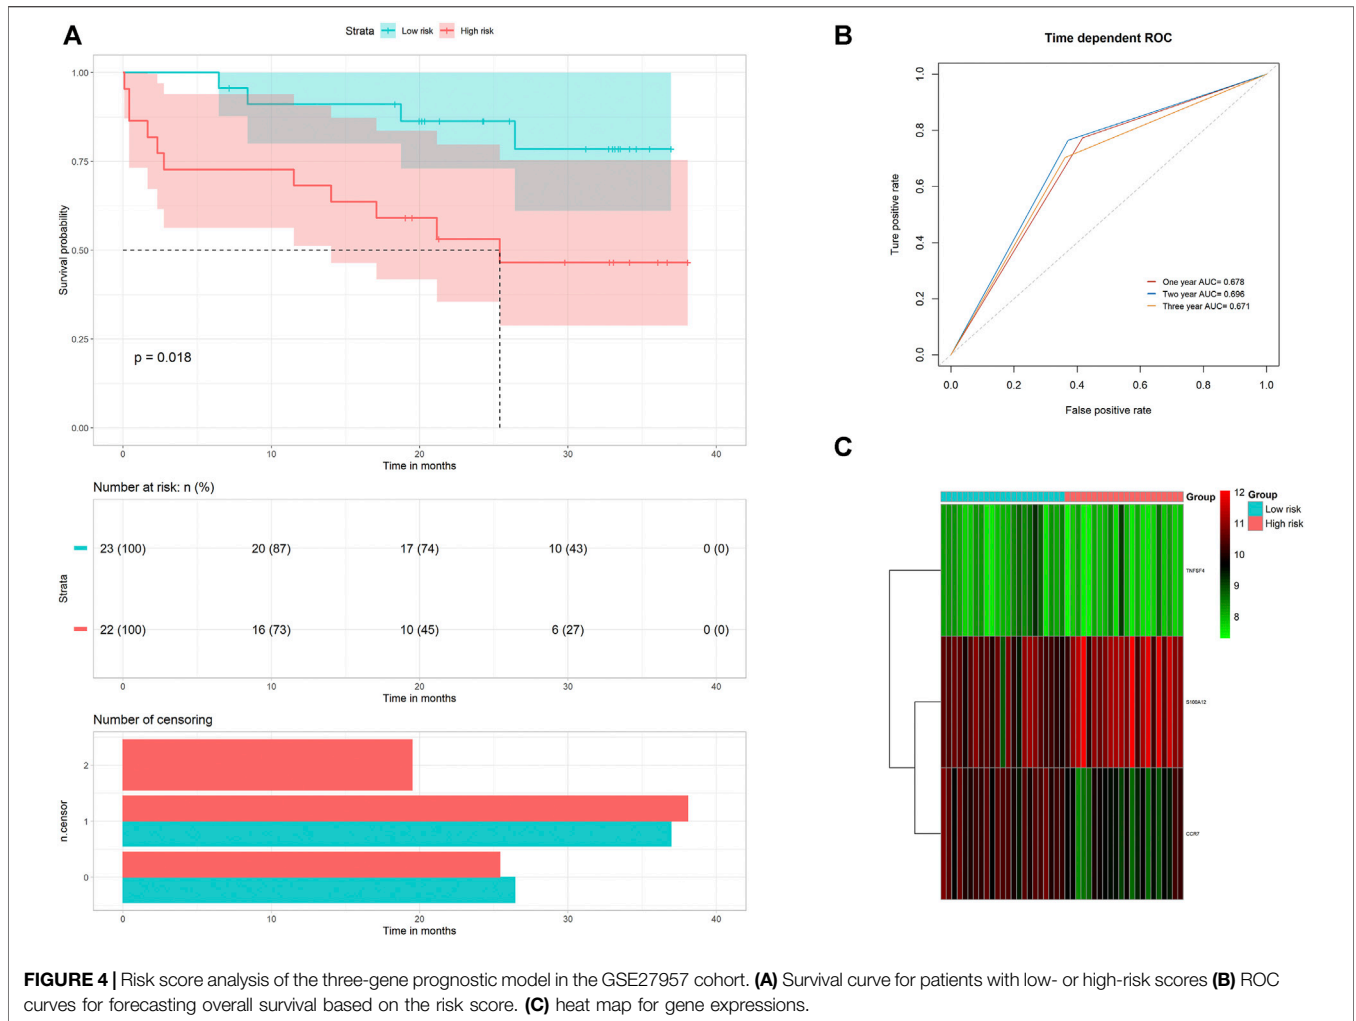 A
Strata Low risk High risk
1.00
0.75
0.50
0.25
0.00
Survival probability
p = 0.018
0 10 20 30 40
Time in months
Number at risk: n (%)
Strata
23 (100) 20 (87) 17 (74) 10 (43) 0 (0)
22 (100) 16 (73) 10 (45) 6 (27) 0 (0)
0 10 20 30 40
Time in months
Number of censoring
n.censor
2
1
0
0 10 20 30 40
Time in months
B
Time dependent ROC
1.0
0.8
0.6
0.4
0.2
0.0
Ture positive rate
One year AUC= 0.678
Two year AUC= 0.696
Three year AUC= 0.671
0.0 0.2 0.4 0.6 0.8 1.0
False positive rate
C
Group
TNFSF4
S100A12
CCR7
12
11
10
9
8
Group
Low risk
High risk
FIGURE 4 | Risk score analysis of the three-gene prognostic model in the GSE27957 cohort. (A) Survival curve for patients with low- or high-risk scores (B) ROC
curves for forecasting overall survival based on the risk score. (C) heat map for gene expressions.